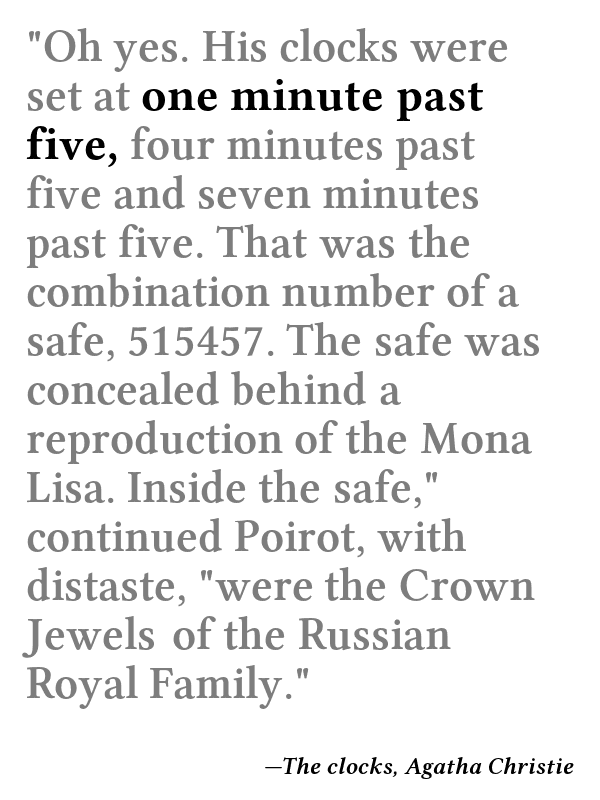 "Oh yes. His clocks were
set at one minute past
five, four minutes past
five and seven minutes
past five. That was the
combination number of a
safe, 515457. The safe was
concealed behind a
reproduction of the Mona
Lisa. Inside the safe,"
continued Poirot, with
distaste, "were the Crown
Jewels of the Russian
Royal Family."
—The clocks, Agatha Christie